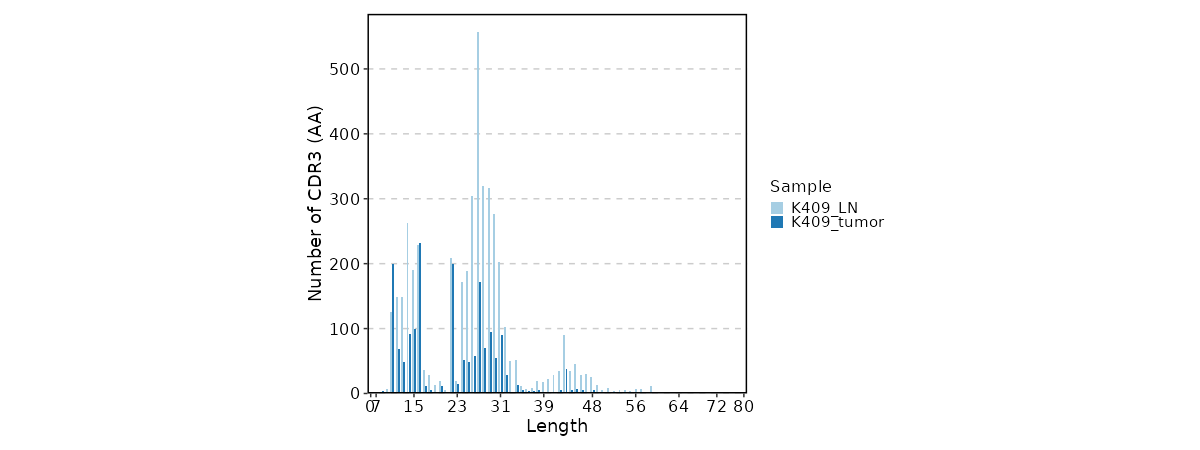 500
400
300
200
100
0
Number of CDR3 (AA)
0 7 15 23 31 39 48 56 64 72 80
Length
Sample
K409_LN
K409_tumor